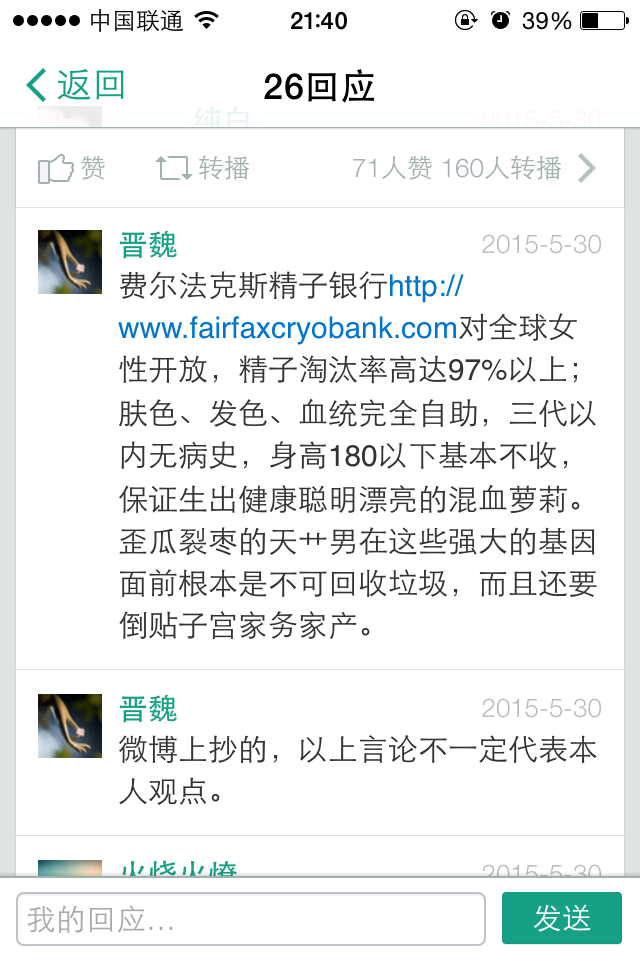 中国联通 21:40 39%
返回 26回应
纯白 2015-5-30
赞 转播 71人赞 160人转播
晋魏 2015-5-30
费尔法克斯精子银行http://
www.fairfaxcryobank.com对全球女
性开放，精子淘汰率高达97%以上；
肤色、发色、血统完全自助，三代以
内无病史，身高180以下基本不收，
保证生出健康聪明漂亮的混血萝莉。
歪瓜裂枣的天艹男在这些强大的基因
面前根本是不可回收垃圾，而且还要
倒贴子宫家务家产。
晋魏 2015-5-30
微博上抄的，以上言论不一定代表本
人观点。
火烧火燎 2015-5-30
我的回应... 发送